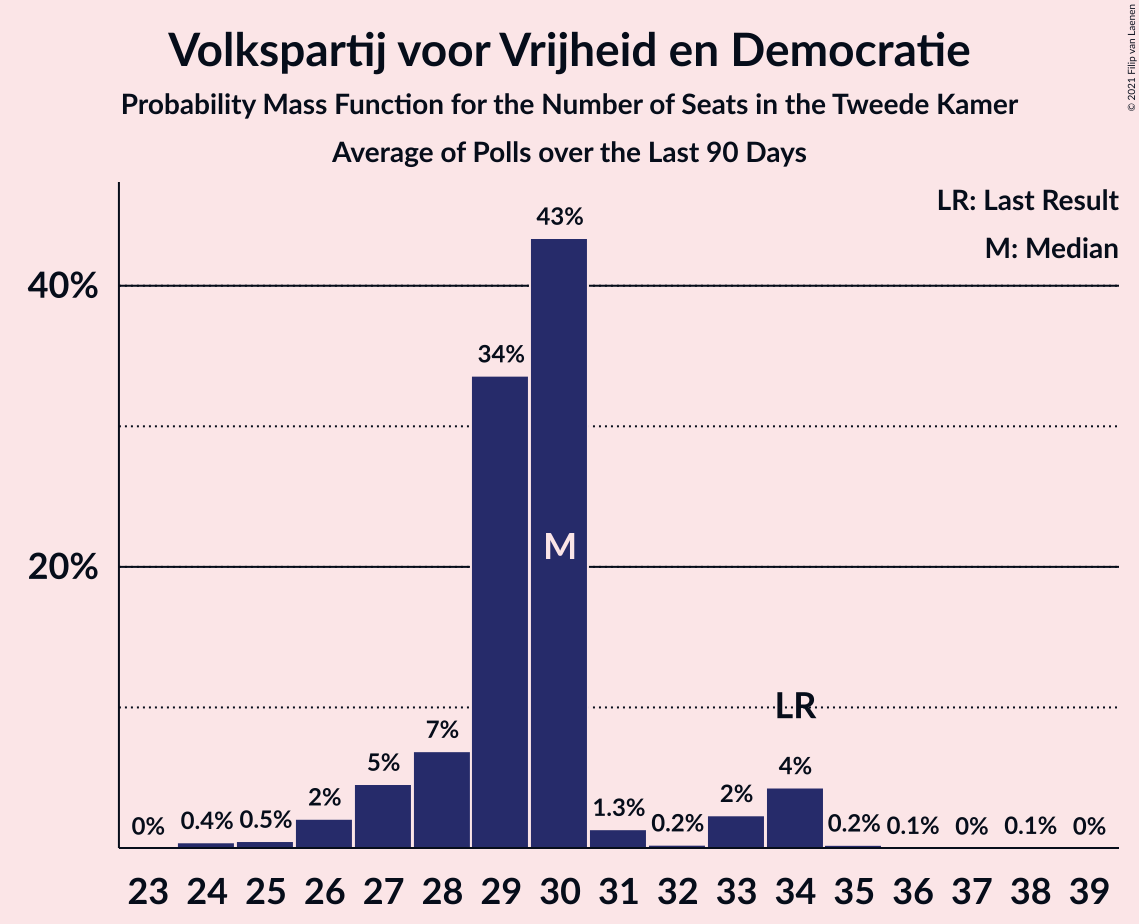 Volkspartij voor Vrijheid en Democratie
Probability Mass Function for the Number of Seats in the Tweede Kamer
Average of Polls over the Last 90 Days
© 2021 Filip van Laenen
LR: Last Result
M: Median
40%
20%
0%
0.4%
0.5%
2%
5%
7%
34%
43%
1.3%
0.2%
2%
4%
0.2%
0.1%
0%
0.1%
0%
M
LR
23 24 25 26 27 28 29 30 31 32 33 34 35 36 37 38 39